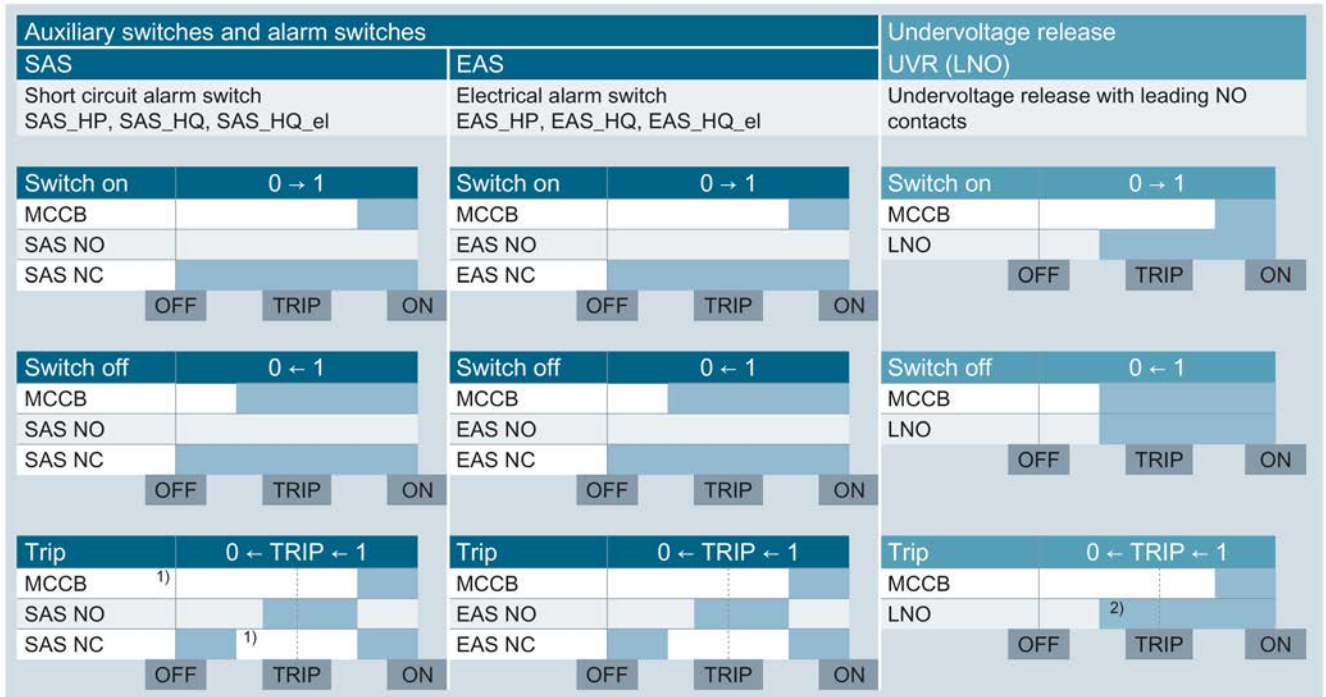 Auxiliary switches and alarm switches
SAS
Short circuit alarm switch
SAS_HP, SAS_HQ, SAS_HQ_el
EAS
Electrical alarm switch
EAS_HP, EAS_HQ, EAS_HQ_el
Undervoltage release
UVR (LNO)
Undervoltage release with leading NO
contacts
Switch on 0 → 1
MCCB
SAS NO
SAS NC
OFF TRIP ON
Switch on 0 → 1
MCCB
EAS NO
EAS NC
OFF TRIP ON
Switch on 0 → 1
MCCB
LNO
OFF TRIP ON
Switch off 0 ← 1
MCCB
SAS NO
SAS NC
OFF TRIP ON
Switch off 0 ← 1
MCCB
EAS NO
EAS NC
OFF TRIP ON
Switch off 0 ← 1
MCCB
LNO
OFF TRIP ON
Trip 0 ← TRIP ← 1
MCCB 1)
SAS NO
SAS NC 1)
OFF TRIP ON
Trip 0 ← TRIP ← 1
MCCB
EAS NO
EAS NC
OFF TRIP ON
Trip 0 ← TRIP ← 1
MCCB
LNO 2)
OFF TRIP ON